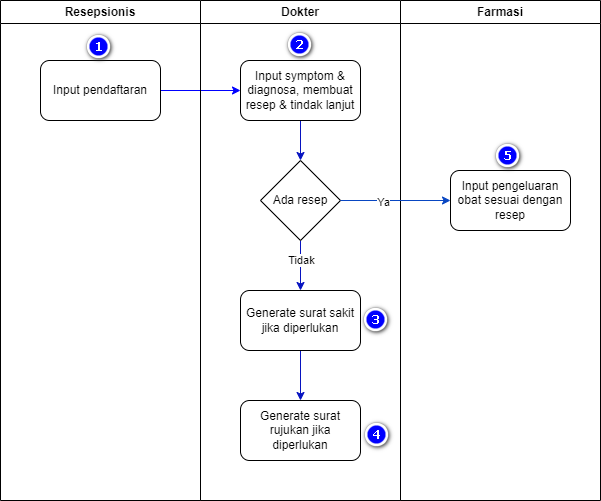 Resepsionis
Dokter
Farmasi
1
Input pendaftaran
2
Input symptom &
diagnosa, membuat
resep & tindak lanjut
Ada resep
Ya
5
Input pengeluaran
obat sesuai dengan
resep
Tidak
Generate surat sakit
jika diperlukan
3
Generate surat
rujukan jika
diperlukan
4